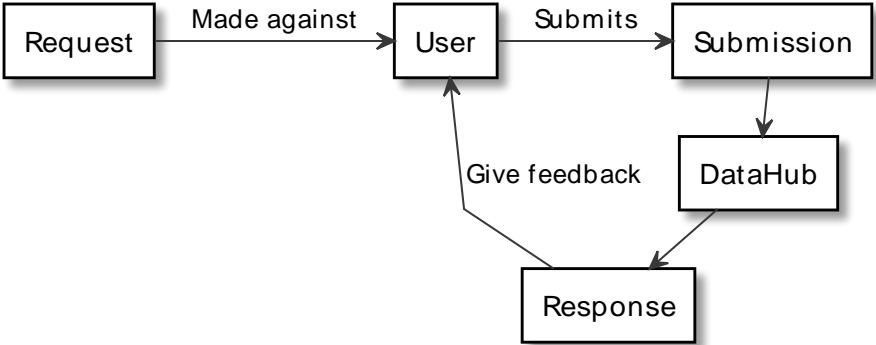 Made against
Submits
Request
User
Submission
DataHub
Give feedback
Response